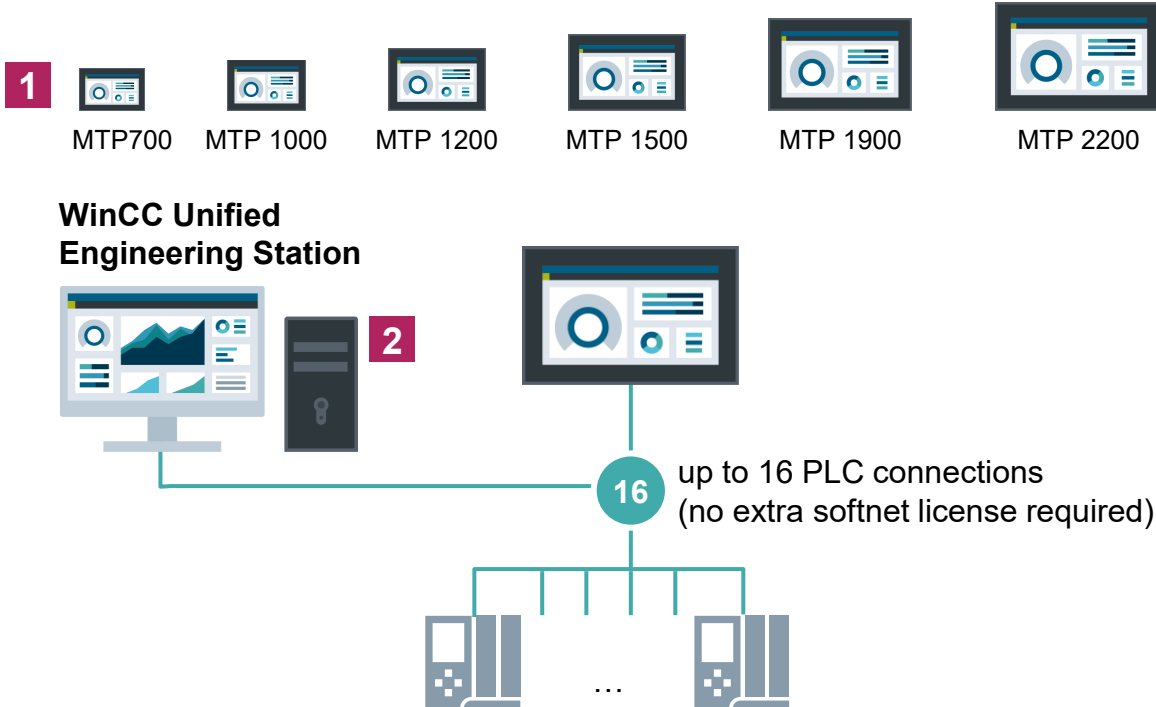 1
MTP700 MTP 1000 MTP 1200 MTP 1500 MTP 1900 MTP 2200
WinCC Unified
Engineering Station
2
16
up to 16 PLC connections
(no extra softnet license required)
...